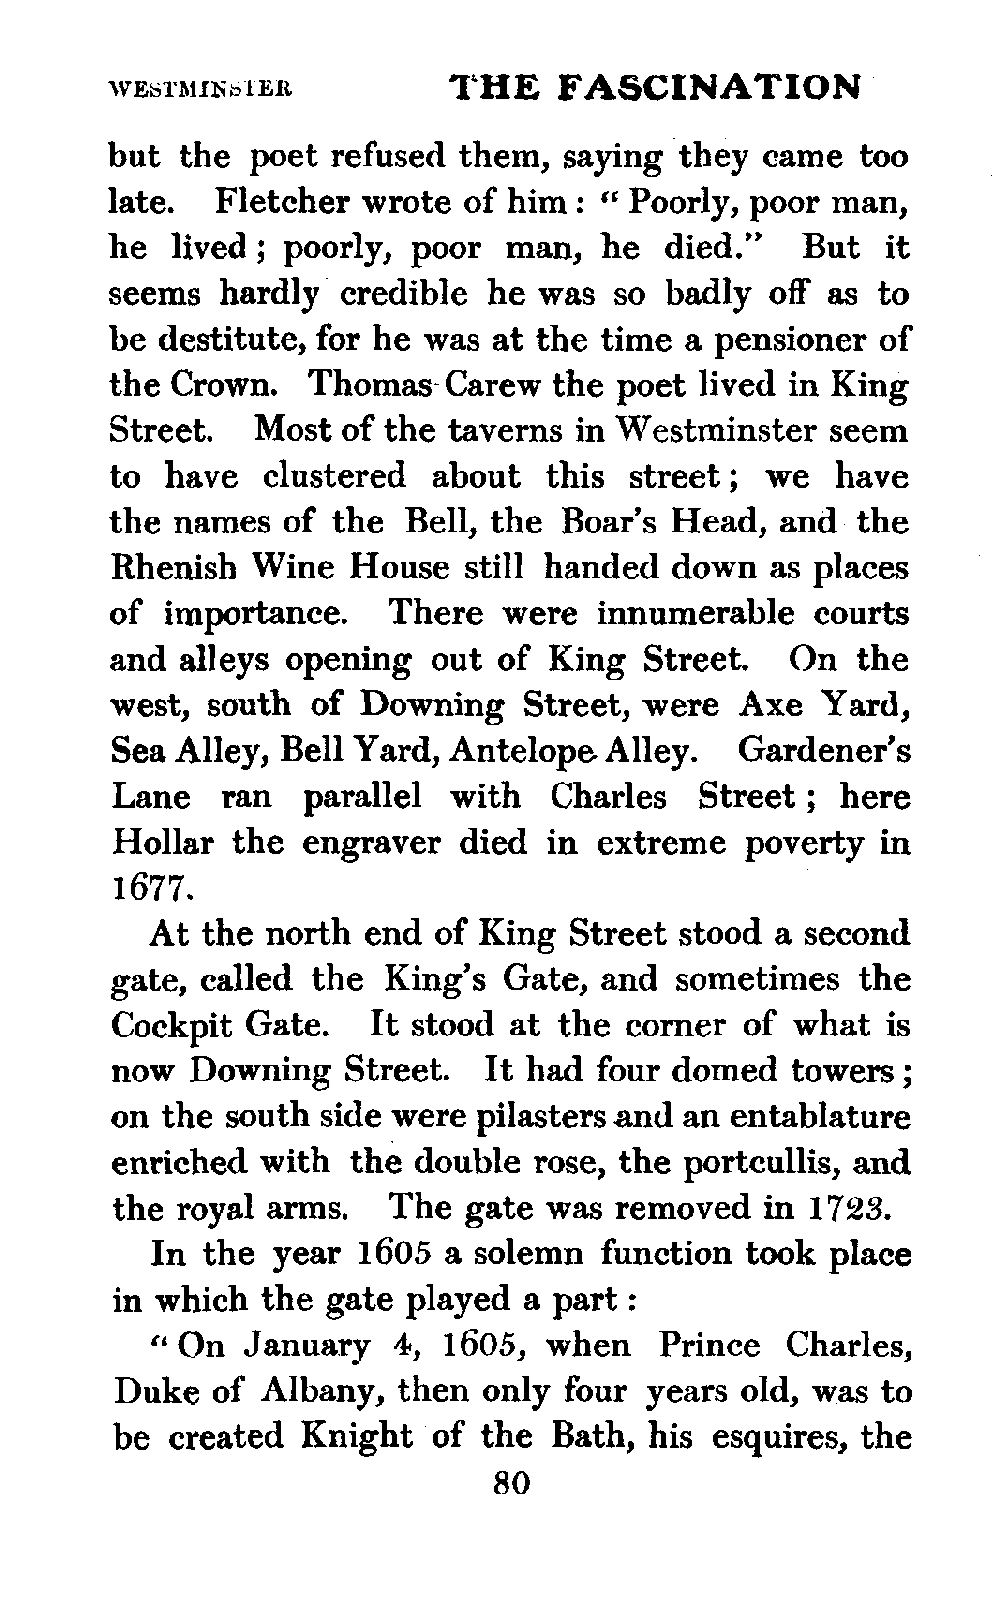 WESTMINSTER THE FASCINATION
but the poet refused them, saying they came too
late. Fletcher wrote of him : “ Poorly, poor man,
he lived ; poorly, poor man, he died.” But it
seems hardly credible he was so badly off as to
be destitute, for he was at the time a pensioner of
the Crown. Thomas Carew the poet lived in King
Street. Most of the taverns in Westminster seem
to have clustered about this street ; we have
the names of the Bell, the Boar’s Head, and the
Rhenish Wine House still handed down as places
of importance. There were innumerable courts
and alleys opening out of King Street. On the
west, south of Downing Street, were Axe Yard,
Sea Alley, Bell Yard, Antelope Alley. Gardener’s
Lane ran parallel with Charles Street ; here
Hollar the engraver died in extreme poverty in
1677.
At the north end of King Street stood a second
gate, called the King’s Gate, and sometimes the
Cockpit Gate. It stood at the corner of what is
now Downing Street. It had four domed towers ;
on the south side were pilasters and an entablature
enriched with the double rose, the portcullis, and
the royal arms. The gate was removed in 1723.
In the year 1605 a solemn function took place
in which the gate played a part :
“ On January 4, 1605, when Prince Charles,
Duke of Albany, then only four years old, was to
be created Knight of the Bath, his esquires, the
80